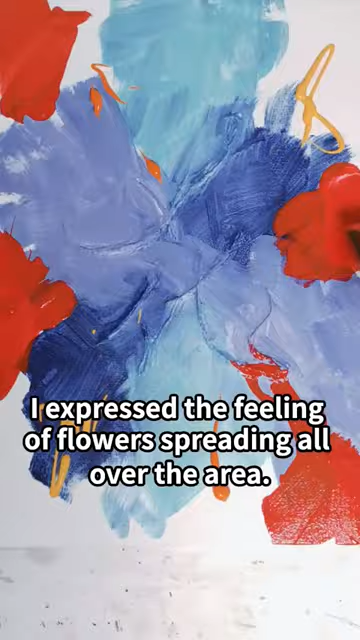 I expressed the feeling
of flowers spreading all
over the area.